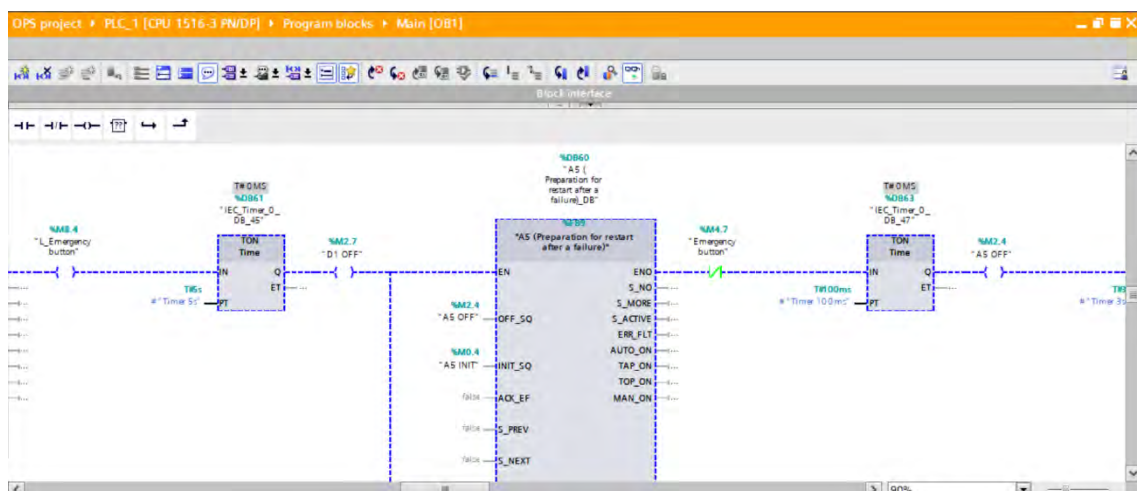 OPS project ▸ PLC_1 [CPU 1516-3 PN/DP] ▸ Program blocks ▸ Main [OB1]
Block interface
%DB60
"A5 (
Preparation for
restart after a
failure)_DB"
T#0MS
%DB61
"IEC_Timer_0_
DB_45"
T#0MS
%DB63
"IEC_Timer_0_
DB_47"
%M8.4
"L_Emergency
button"
TON
Time
IN
Q
PT
ET
T#5s
#"Timer 5s"
%M2.7
"D1 OFF"
%FB9
"A5 (Preparation for restart
after a failure)"
EN
ENO
S_NO
S_MORE
%M2.4
"A5 OFF"
OFF_SQ
S_ACTIVE
ERR_FLT
AUTO_ON
%M0.4
"A5 INIT"
INIT_SQ
TAP_ON
TOP_ON
false
ACK_EF
MAN_ON
false
S_PREV
false
S_NEXT
%M4.7
"Emergency
button"
TON
Time
IN
Q
PT
ET
T#100ms
#"Timer 100ms"
%M2.4
"A5 OFF"
#"Timer 3s
90%